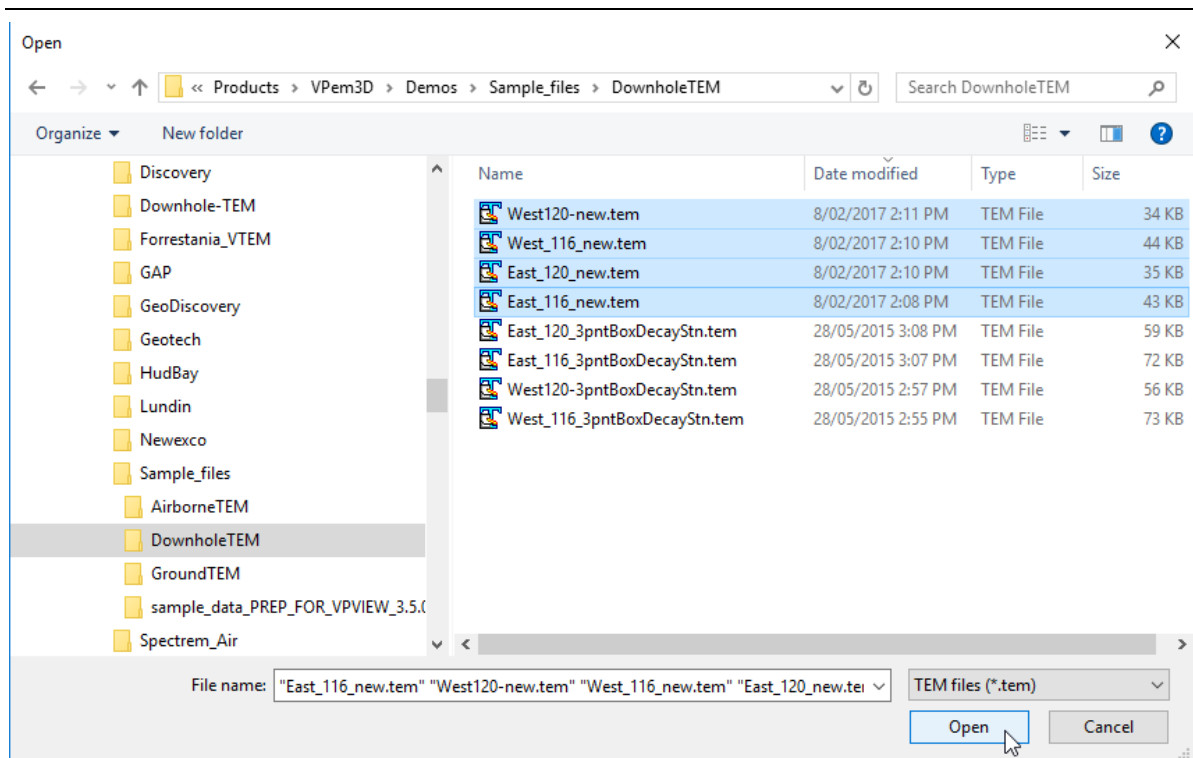 Open
« Products > VPem3D > Demos > Sample_files > DownholeTEM
Search DownholeTEM
Organize
New folder
Discovery
Downhole-TEM
Forrestania_VTEM
GAP
GeoDiscovery
Geotech
HudBay
Lundin
Newexco
Sample_files
AirborneTEM
DownholeTEM
GroundTEM
sample_data_PREP_FOR_VPVIEW_3.5.0
Spectrem_Air
Name Date modified Type Size
West120-new.tem 8/02/2017 2:11 PM TEM File 34 KB
West_116_new.tem 8/02/2017 2:10 PM TEM File 44 KB
East_120_new.tem 8/02/2017 2:10 PM TEM File 35 KB
East_116_new.tem 8/02/2017 2:08 PM TEM File 43 KB
East_120_3pntBoxDecayStn.tem 28/05/2015 3:08 PM TEM File 59 KB
East_116_3pntBoxDecayStn.tem 28/05/2015 3:07 PM TEM File 72 KB
West120-3pntBoxDecayStn.tem 28/05/2015 2:57 PM TEM File 56 KB
West_116_3pntBoxDecayStn.tem 28/05/2015 2:55 PM TEM File 73 KB
File name: "East_116_new.tem" "West120-new.tem" "West_116_new.tem" "East_120_new.te
TEM files (*.tem)
Open
Cancel